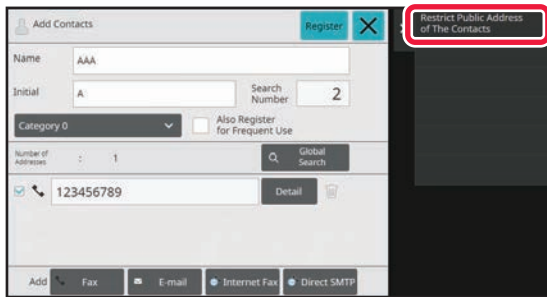 Add Contacts
Register
Restrict Public Address
of The Contacts
Name
AAA
Initial
A
Search
Number
2
Category 0
Also Register
for Frequent Use
Number of
Addresses
:
1
Global
Search
123456789
Detail
Add
Fax
E-mail
Internet Fax
Direct SMTP